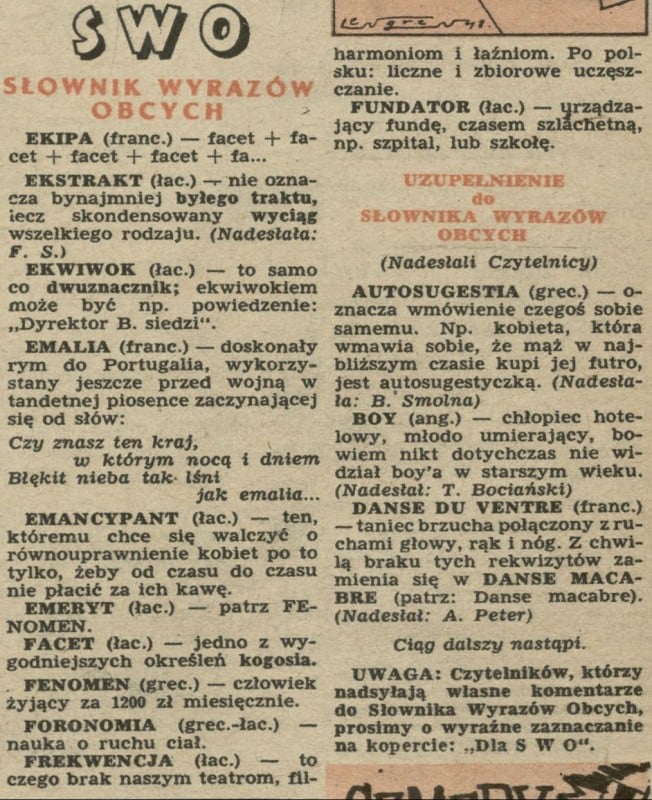 SWO
SŁOWNIK WYRAZÓW
OBCYCH
EKIPA (franc.) — facet + fa-
cet + facet + facet + fa...
EKSTRAKT (łac.) — nie ozna-
cza bynajmniej byłego traktu,
lecz skondensowany wyciąg
wszelkiego rodzaju. (Nadesłała:
F. S.)
EKWIWOK (łac.) — to samo
co dwuznacznik; ekwiwokiem
może być np. powiedzenie:
„Dyrektor B. siedzi“.
EMALIA (franc.) — doskonały
rym do Portugalia, wykorzy-
stany jeszcze przed wojną w
tandetnej piosence zaczynającej
się od słów:
Czy znasz ten kraj,
w którym nocą i dniem
Błękit nieba tak lśni
jak emalia...
EMANCYPANT (łac.) — ten,
któremu chce się walczyć o
równouprawnienie kobiet po to
tylko, żeby od czasu do czasu
nie płacić za ich kawę.
EMERYT (łac.) — patrz FE-
NOMEN.
FACET (łac.) — jedno z wy-
godniejszych określeń kogosia.
FENOMEN (grec.) — człowiek
żyjący za 1200 zł miesięcznie.
FORONOMIA (grec.-łac.) —
nauka o ruchu ciał.
FREKWENCJA (łac.) — to
czego brak naszym teatrom, fil-
harmoniom i łaźniom. Po pol-
sku: liczne i zbiorowe uczęsz-
czanie.
FUNDATOR (łac.) — urządza-
jący fundę, czasem szlachetną,
np. szpital, lub szkołę.
UZUPEŁNIENIE
do
SŁOWNIKA WYRAZÓW
OBCYCH
(Nadesłali Czytelnicy)
AUTOSUGESTIA (grec.) — o-
znacza wmówienie czegoś sobie
samemu. Np. kobieta, która
wmawia sobie, że mąż w naj-
bliższym czasie kupi jej futro,
jest autosugestyczką. (Nadesła-
ła: B. Smolna)
BOY (ang.) — chłopiec hote-
lowy, młodo umierający, bo-
wiem nikt dotychczas nie wi-
dział boy'a w starszym wieku.
(Nadesłał: T. Bociański)
DANSE DU VENTRE (franc.)
— taniec brzucha połączony z ru-
chami głowy, rąk i nóg. Z chwi-
lą braku tych rekwizytów za-
mienia się w DANSE MACA-
BRE (patrz: Danse macabre).
(Nadesłał: A. Peter)
Ciąg dalszy nastąpi.
UWAGA: Czytelników, którzy
nadsyłają własne komentarze
do Słownika Wyrazów Obcych,
prosimy o wyraźne zaznaczanie
na kopercie: „Dla S W O“.